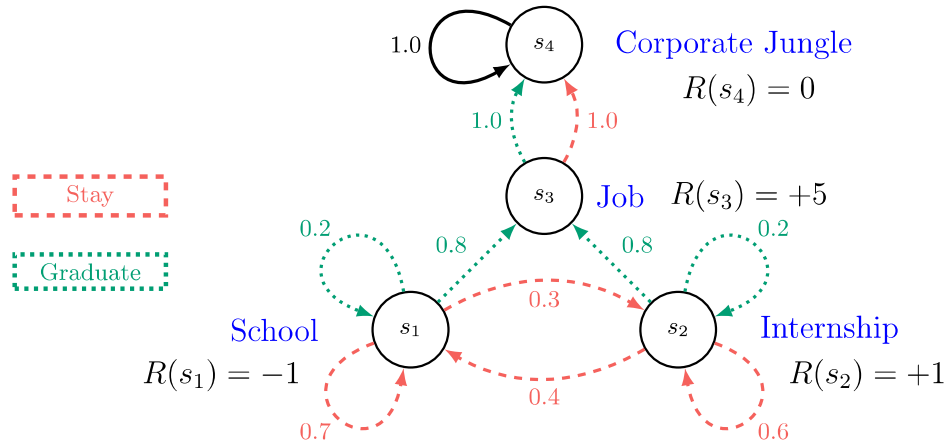 1.0
s₄
Corporate Jungle
R(s₄) = 0
1.0
1.0
Stay
s₃
Job
R(s₃) = +5
0.2
0.8
0.8
0.2
Graduate
0.3
School
s₁
s₂
Internship
R(s₁) = −1
R(s₂) = +1
0.4
0.7
0.6